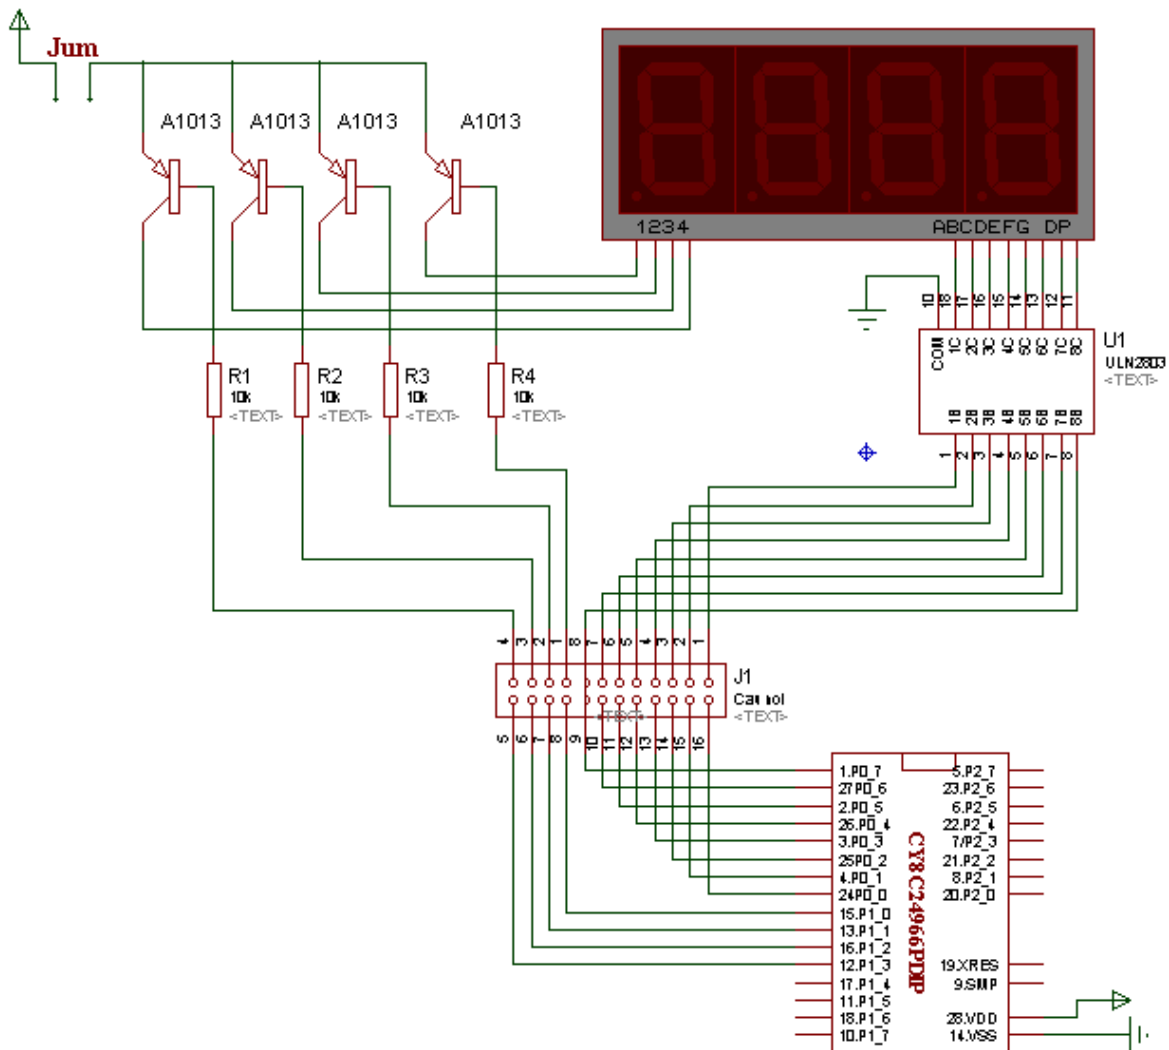 Jum
A1013 A1013 A1013 A1013
1234 ABCDEFG DP
10 18 17 16 15 14 13 12 11
COM 1C 2C 3C 4C 5C 6C 7C 8C
U1
ULN2803
<TEXT>
1B 2B 3B 4B 5B 6B 7B 8B
1 2 3 4 5 6 7 8
R1 R2 R3 R4
10k 10k 10k 10k
<TEXT> <TEXT> <TEXT> <TEXT>
4 3 2 1 8 7 6 5 4 3 2 1
J1
<TEXT>
<TEXT>
5 6 7 8 9 10 11 12 13 14 15 16
1.P0_7 5.P2_7
27P0_6 23.P2_6
2.P0_5 6.P2_5
26.P0_4 22.P2_4
3.P0_3 7/P2_3
25P0_2 21.P2_2
4.P0_1 8.P2_1
24P0_0 20.P2_0
15.P1_0
13.P1_1
16.P1_2
12.P1_3 19.XRES
17.P1_4 9.SMP
11.P1_5
18.P1_6 28.VDD
10.P1_7 14.VSS
CY8C24966PDIP